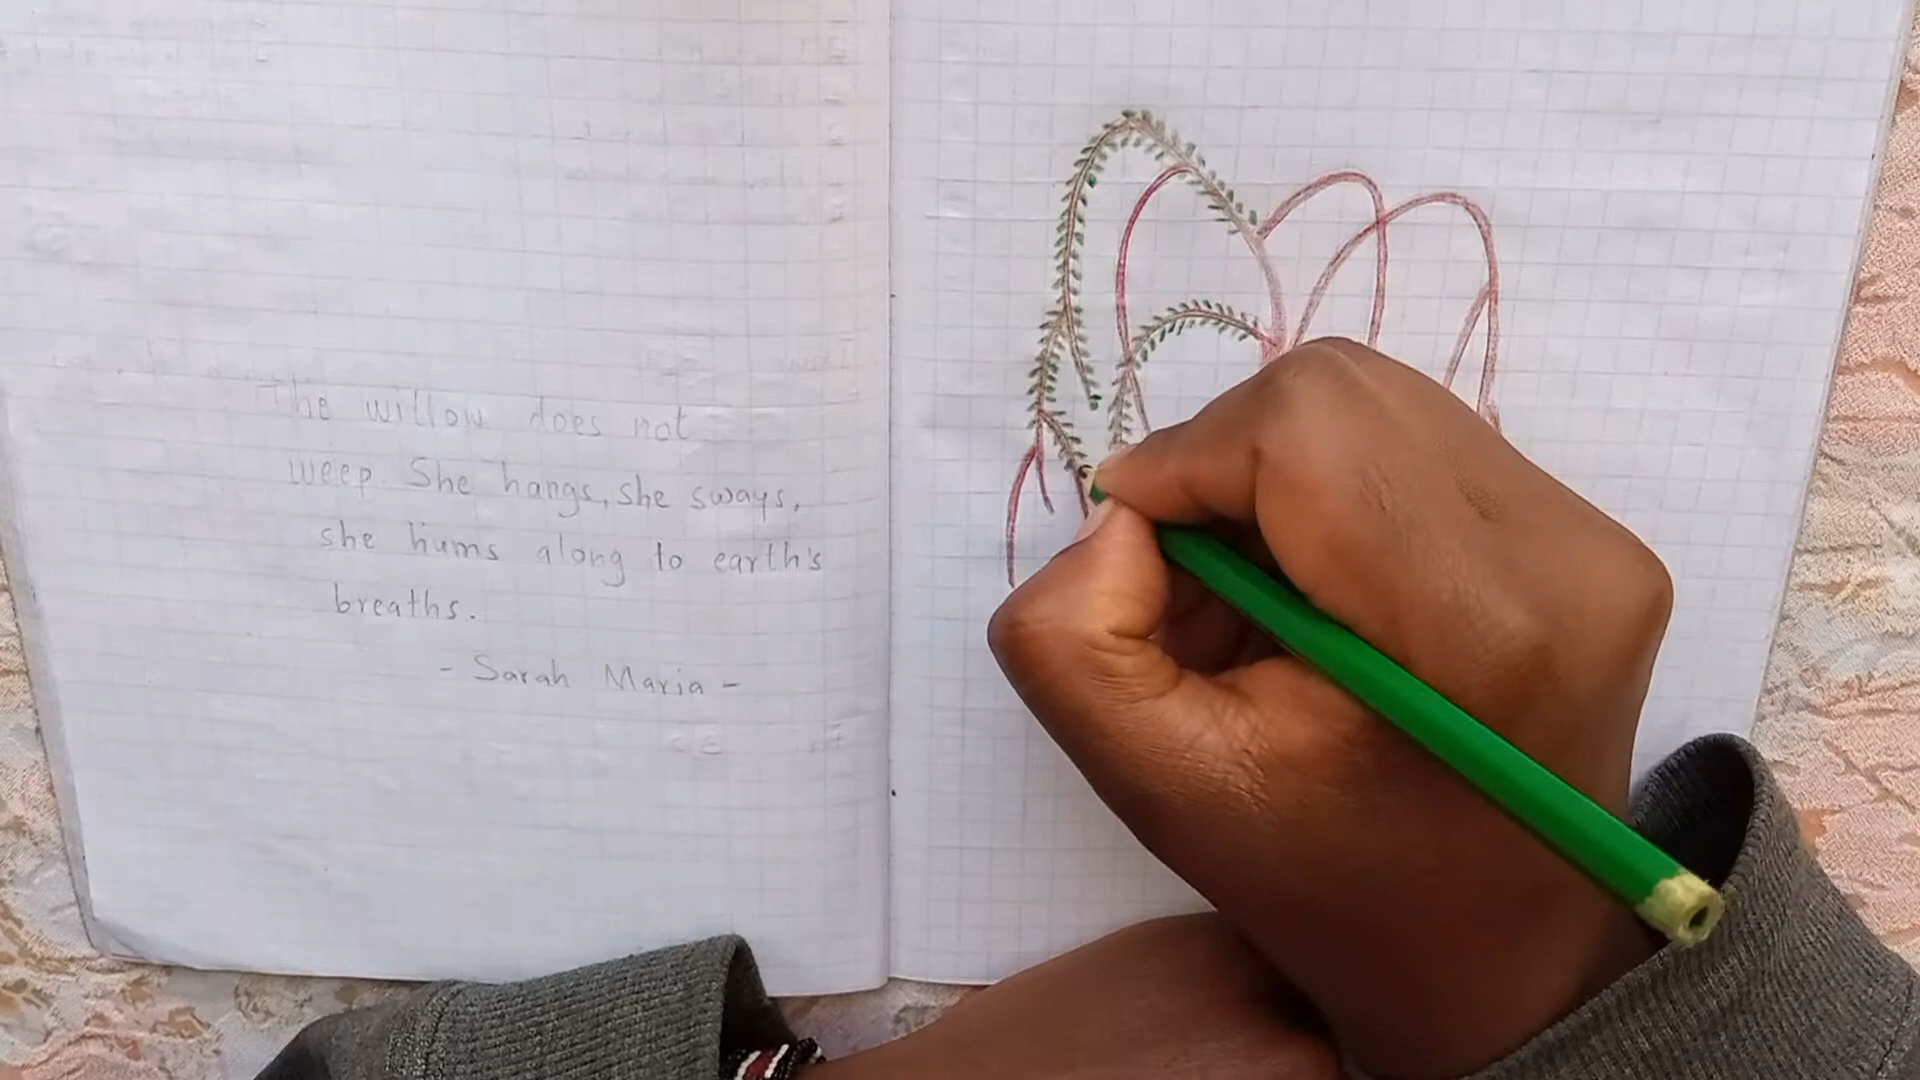 The willow does not
weep. She hangs, she sways,
she hums along to earth's
breaths.
- Sarah Maria -